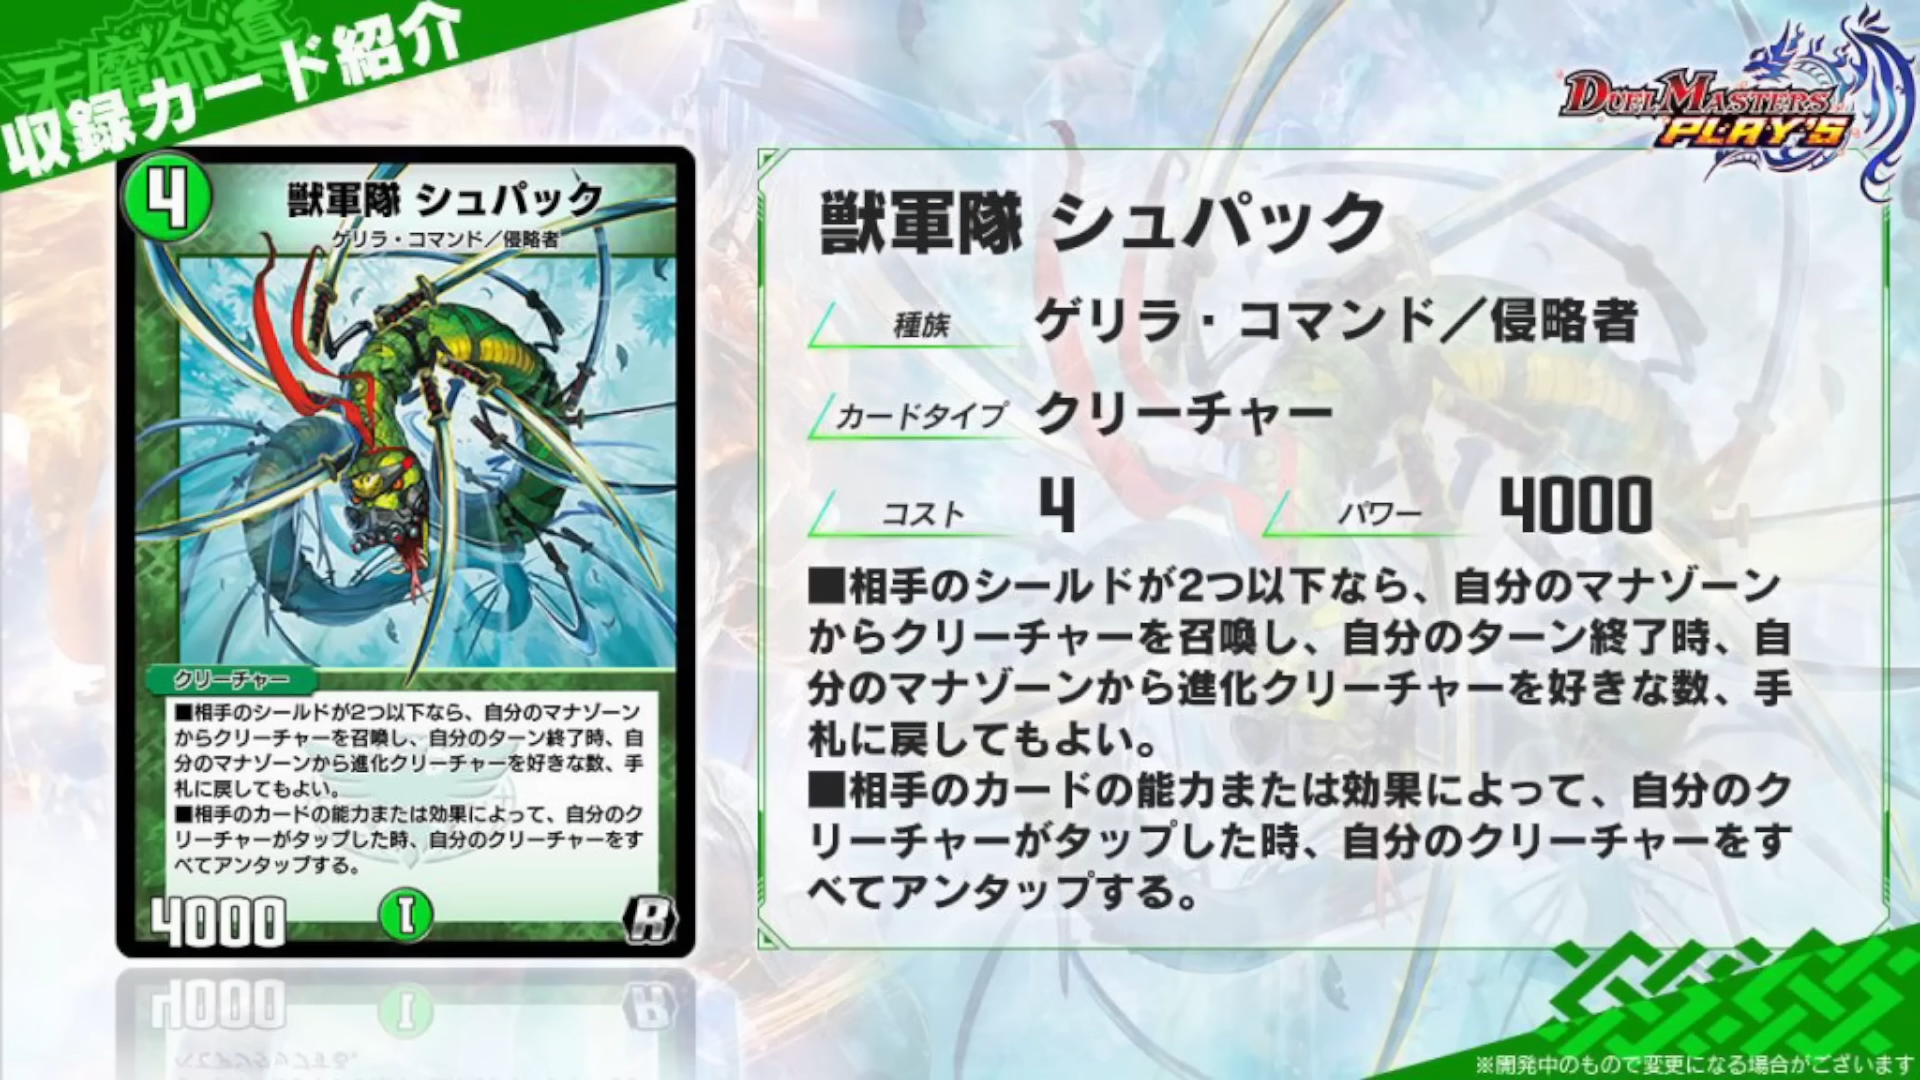 天魔命道
収録カード紹介
DUEL MASTERS
PLAY'S
4
獣軍隊 シュパック
ゲリラ・コマンド／侵略者
クリーチャー
■相手のシールドが2つ以下なら、自分のマナゾーン
からクリーチャーを召喚し、自分のターン終了時、自
分のマナゾーンから進化クリーチャーを好きな数、手
札に戻してもよい。
■相手のカードの能力または効果によって、自分のク
リーチャーがタップした時、自分のクリーチャーをす
べてアンタップする。
4000
1
R
獣軍隊 シュパック
種族 ゲリラ・コマンド／侵略者
カードタイプ クリーチャー
コスト 4 パワー 4000
■相手のシールドが2つ以下なら、自分のマナゾーン
からクリーチャーを召喚し、自分のターン終了時、自
分のマナゾーンから進化クリーチャーを好きな数、手
札に戻してもよい。
■相手のカードの能力または効果によって、自分のク
リーチャーがタップした時、自分のクリーチャーをす
べてアンタップする。
※開発中のもので変更になる場合がございます